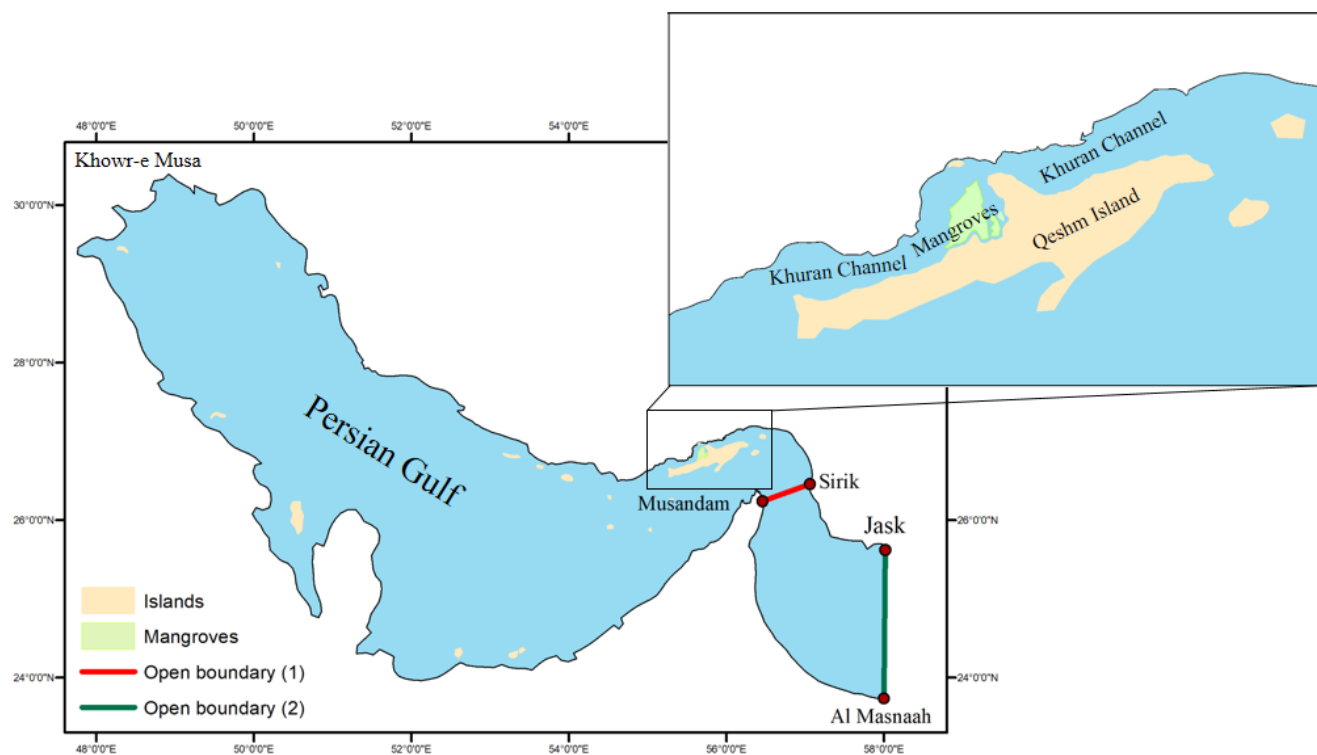 Khuran Channel
Mangroves
Qeshm Island
Khuran Channel
48°0'0"E
50°0'0"E
52°0'0"E
54°0'0"E
Khowr-e Musa
30°0'0"N
28°0'0"N
26°0'0"N
24°0'0"N
Persian Gulf
Musandam
Sirik
Jask
Al Masnaah
26°0'0"N
24°0'0"N
Islands
Mangroves
Open boundary (1)
Open boundary (2)
48°0'0"E
50°0'0"E
52°0'0"E
54°0'0"E
56°0'0"E
58°0'0"E